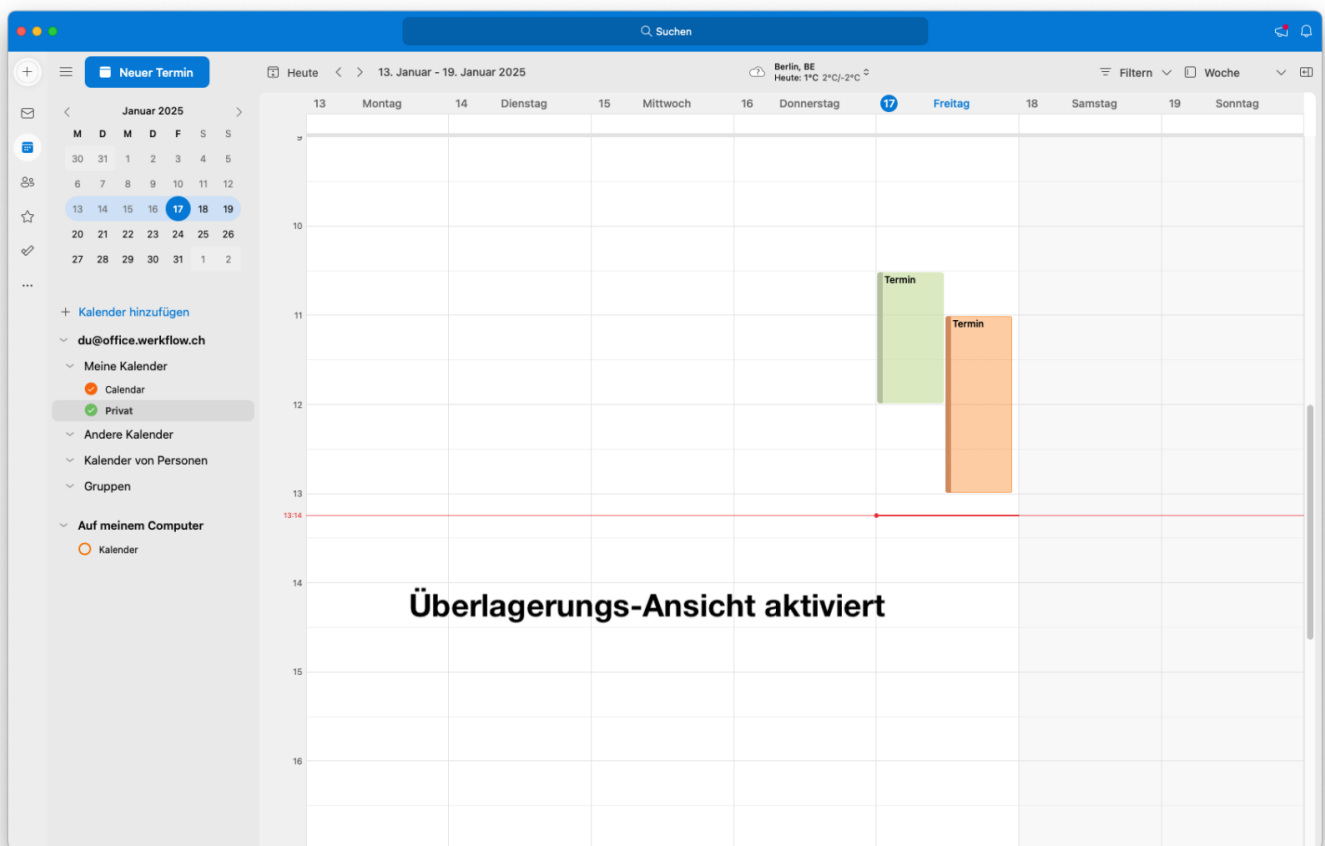 Suchen
Neuer Termin
Heute
13. Januar - 19. Januar 2025
Berlin, BE
Heute: 1°C 2°C/-2°C
Filtern
Woche
Januar 2025
M D M D F S S
30 31 1 2 3 4 5
6 7 8 9 10 11 12
13 14 15 16 17 18 19
20 21 22 23 24 25 26
27 28 29 30 31 1 2
Kalender hinzufügen
du@office.werkflow.ch
Meine Kalender
Calendar
Privat
Andere Kalender
Kalender von Personen
Gruppen
Auf meinem Computer
Kalender
13 Montag 14 Dienstag 15 Mittwoch 16 Donnerstag 17 Freitag 18 Samstag 19 Sonntag
9
10
Termin
11
Termin
12
13
13:14
14
Überlagerungs-Ansicht aktiviert
15
16